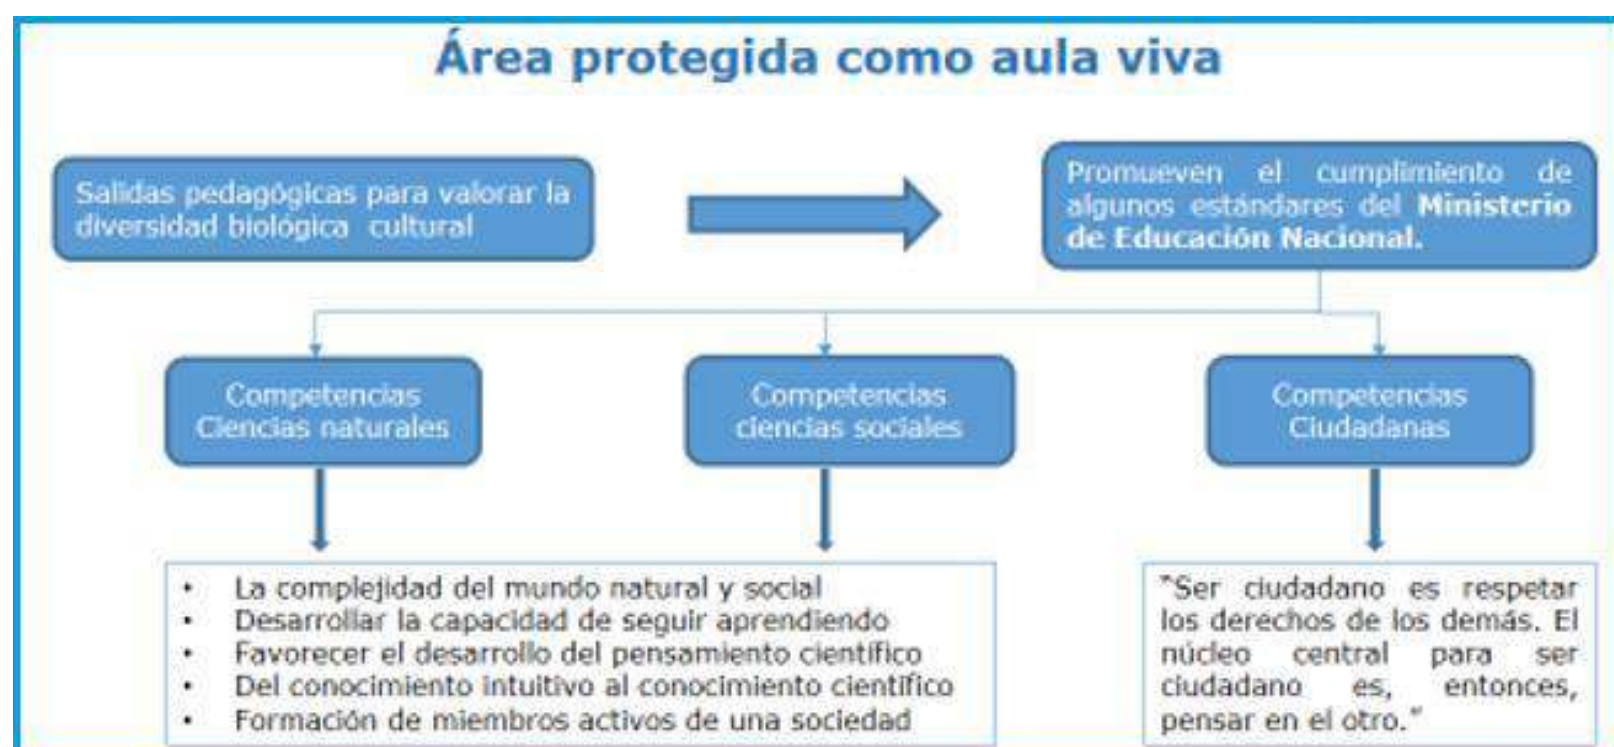 Área protegida como aula viva
Salidas pedagógicas para valorar la
diversidad biológica cultural
Promueven el cumplimiento de
algunos estándares del Ministerio
de Educación Nacional.
Competencias
Ciencias naturales
Competencias
ciencias sociales
Competencias
Ciudadanas
• La complejidad del mundo natural y social
• Desarrollar la capacidad de seguir aprendiendo
• Favorecer el desarrollo del pensamiento científico
• Del conocimiento intuitivo al conocimiento científico
• Formación de miembros activos de una sociedad
"Ser ciudadano es respetar
los derechos de los demás. El
núcleo central para ser
ciudadano es, entonces,
pensar en el otro."